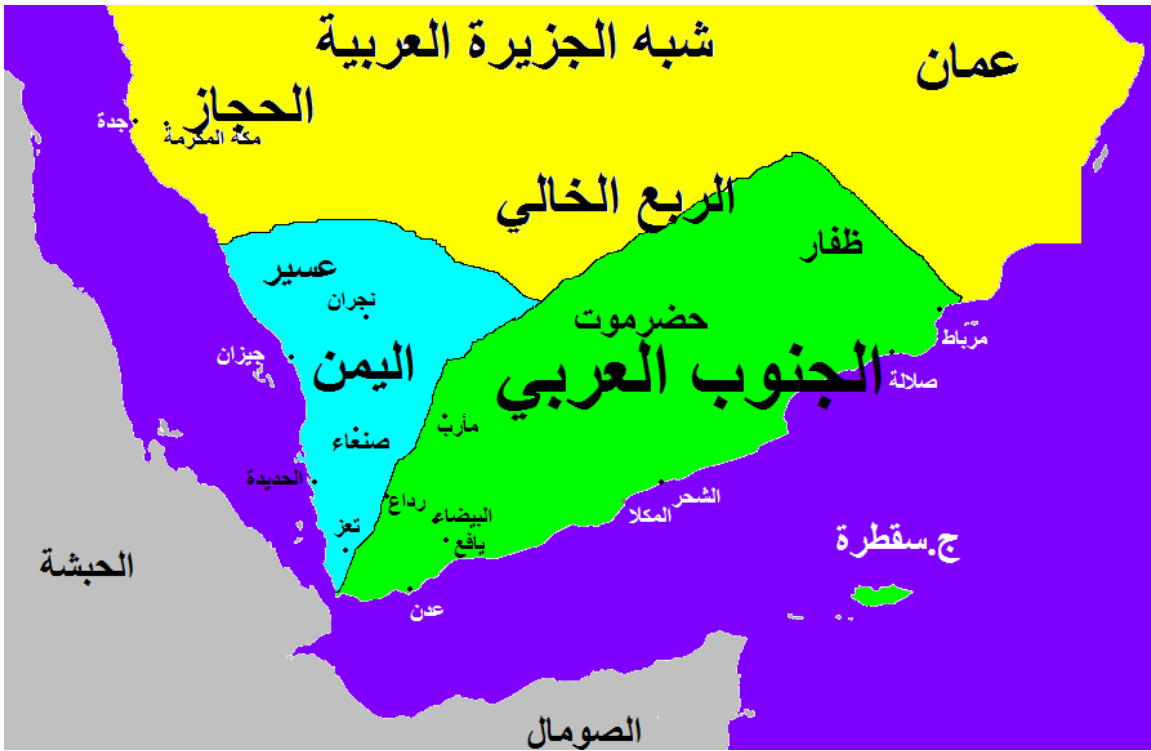 شبه الجزيرة العربية
عمان
الحجاز
جدة
مكة المكرمة
الربع الخالي
ظفار
عسير
نجران
حضرموت
مرباط
جيزان
اليمن
الجنوب العربي
صلالة
مأرب
صنعاء
الحديدة
رداع
الشحر
المكلا
البيضاء
تعز
يافع
ج.سقطرة
الحبشة
عدن
الصومال